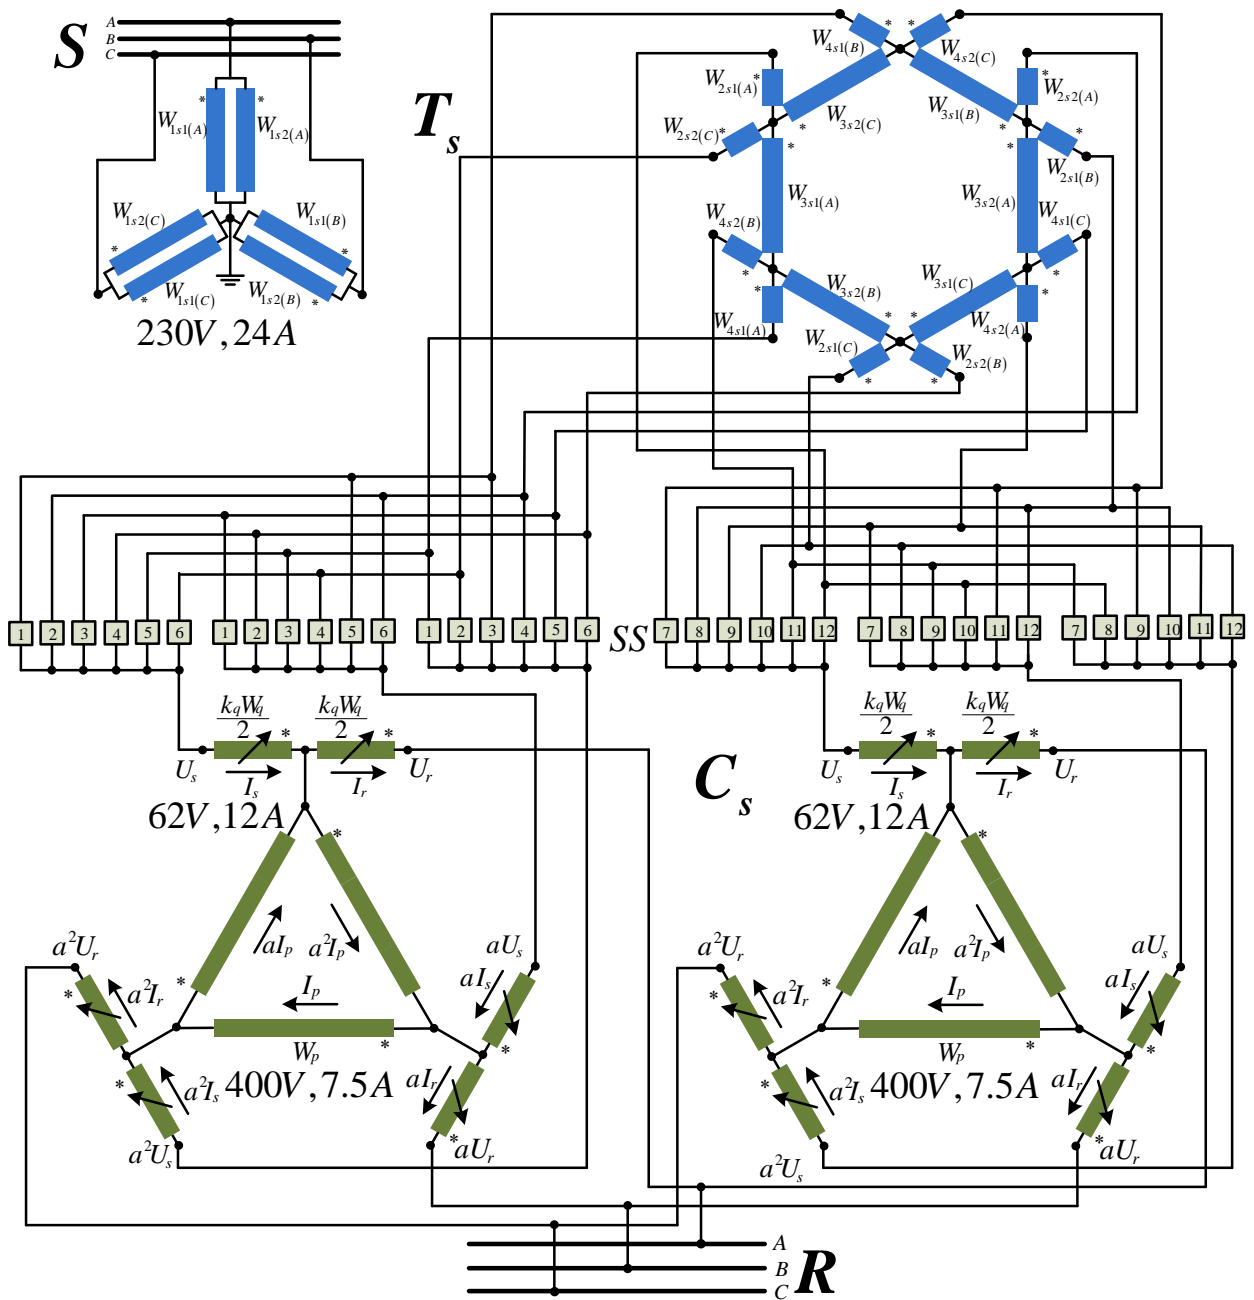 S
A
B
C
* *
W1s1(A) W1s2(A)
W1s2(C) W1s1(B)
* *
* *
W1s1(C) W1s2(B)
230V, 24A
Ts
W4s1(B) * * W4s2(C)
W2s1(A) * * W2s2(A)
W2s2(C) * * W3s2(C) W3s1(B) * * W2s1(B)
* *
W3s1(A) W3s2(A)
W4s2(B) * * W4s1(C)
* *
* W3s2(B) W3s1(C) *
* *
W4s1(A) W2s1(C) W4s2(A)
* * W2s2(B)
1 2 3 4 5 6 1 2 3 4 5 6 1 2 3 4 5 6 SS 7 8 9 10 11 12 7 8 9 10 11 12 7 8 9 10 11 12
kqWq/2 * kqWq/2 * kqWq/2 * kqWq/2 *
Us Is Ir Ur Us Is Ir Ur
Cs
62V, 12A 62V, 12A
* *
aIp a²Ip aIp a²Ip
a²Ur aUs a²Ur aUs
* a²Ir * Ip aIs * a²Ir * Ip aIs
Wp * * Wp * *
* a²Is 400V, 7.5A aIr * a²Is 400V, 7.5A aIr
a²Us * aUr a²Us * aUr
A
B
C
R